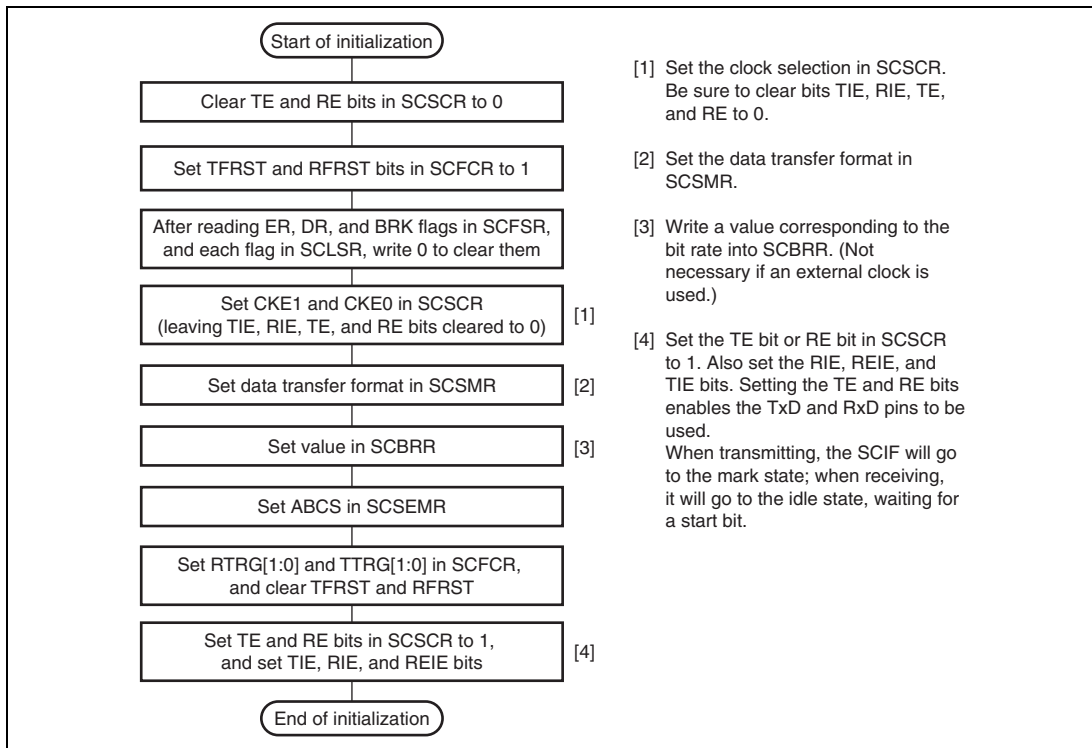 Start of initialization
Clear TE and RE bits in SCSCR to 0
Set TFRST and RFRST bits in SCFCR to 1
After reading ER, DR, and BRK flags in SCFSR,
and each flag in SCLSR, write 0 to clear them
Set CKE1 and CKE0 in SCSCR
(leaving TIE, RIE, TE, and RE bits cleared to 0)
[1]
Set data transfer format in SCSMR
[2]
Set value in SCBRR
[3]
Set ABCS in SCSEMR
Set RTRG[1:0] and TTRG[1:0] in SCFCR,
and clear TFRST and RFRST
Set TE and RE bits in SCSCR to 1,
and set TIE, RIE, and REIE bits
[4]
End of initialization
[1] Set the clock selection in SCSCR.
Be sure to clear bits TIE, RIE, TE,
and RE to 0.
[2] Set the data transfer format in
SCSMR.
[3] Write a value corresponding to the
bit rate into SCBRR. (Not
necessary if an external clock is
used.)
[4] Set the TE bit or RE bit in SCSCR
to 1. Also set the RIE, REIE, and
TIE bits. Setting the TE and RE bits
enables the TxD and RxD pins to be
used.
When transmitting, the SCIF will go
to the mark state; when receiving,
it will go to the idle state, waiting for
a start bit.